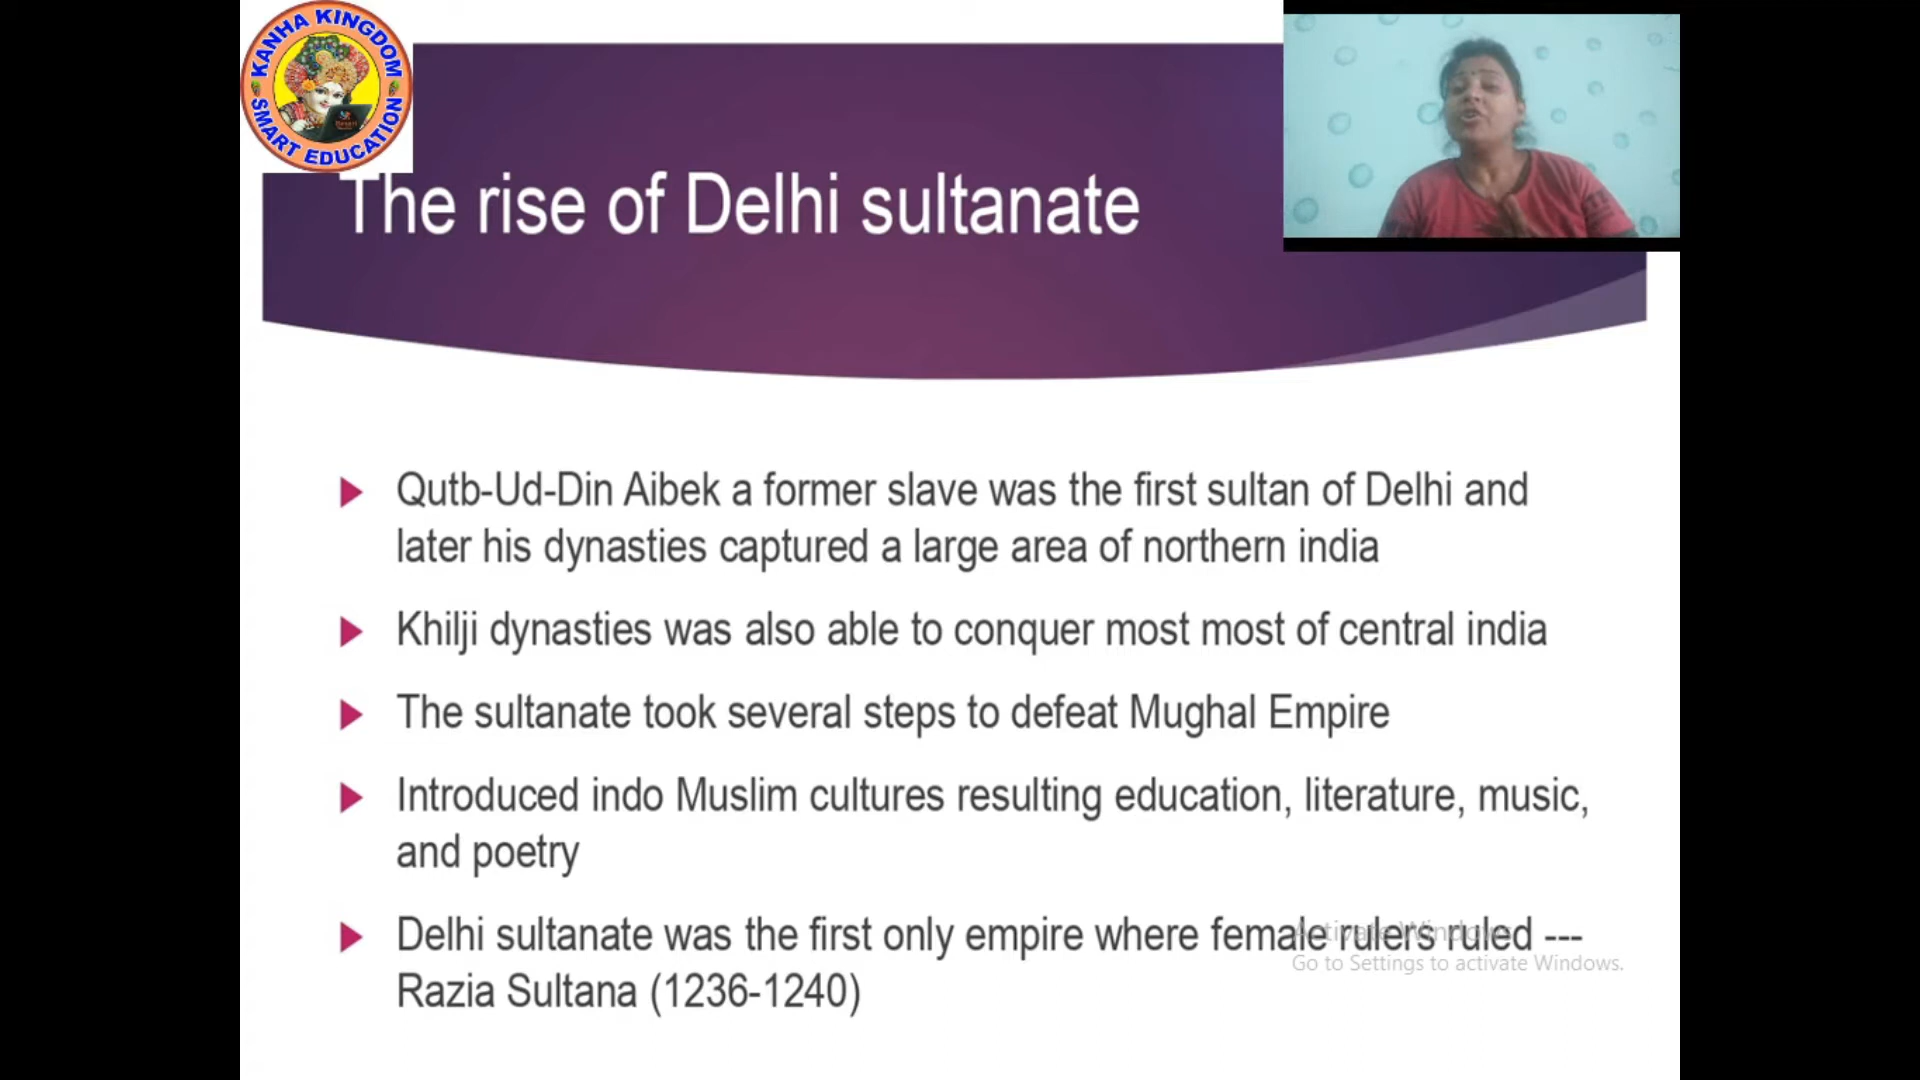 KANHA KINGDOM
SMART EDUCATION
The rise of Delhi sultanate
Qutb-Ud-Din Aibek a former slave was the first sultan of Delhi and
later his dynasties captured a large area of northern india
Khilji dynasties was also able to conquer most most of central india
The sultanate took several steps to defeat Mughal Empire
Introduced indo Muslim cultures resulting education, literature, music,
and poetry
Delhi sultanate was the first only empire where female rulers ruled ---
Razia Sultana (1236-1240)
Activate Windows
Go to Settings to activate Windows.